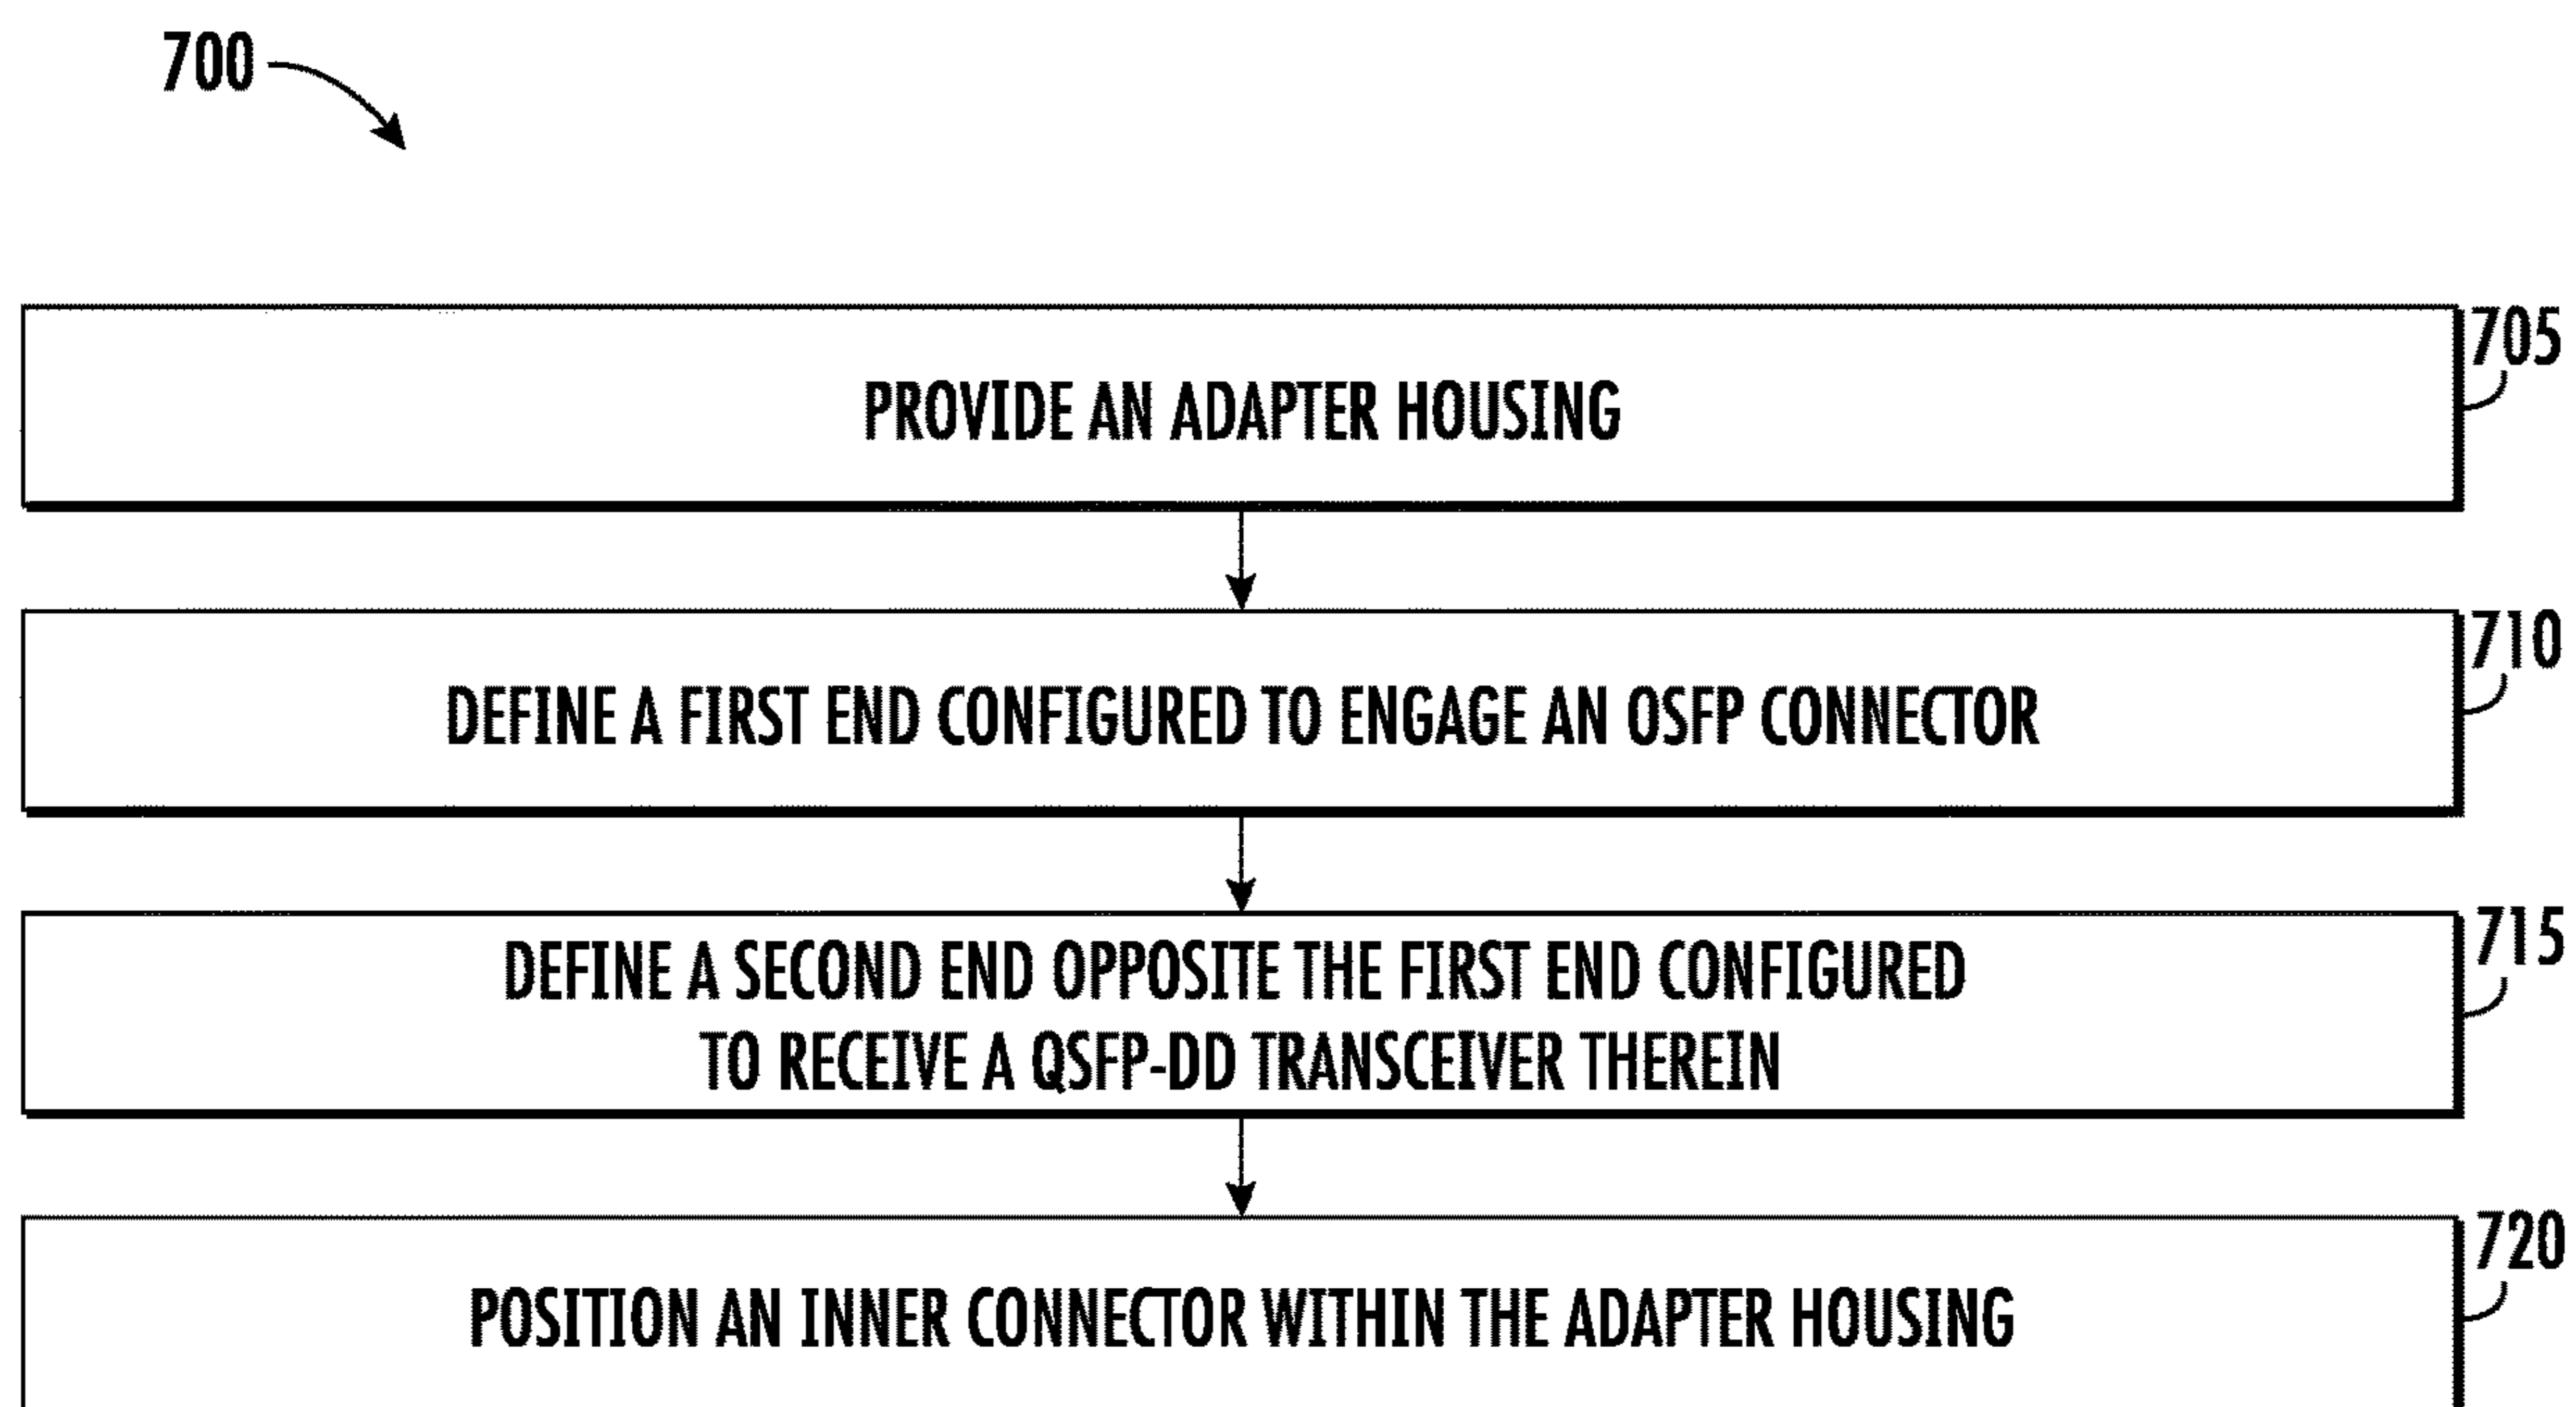 700
705
PROVIDE AN ADAPTER HOUSING
710
DEFINE A FIRST END CONFIGURED TO ENGAGE AN OSFP CONNECTOR
715
DEFINE A SECOND END OPPOSITE THE FIRST END CONFIGURED
TO RECEIVE A QSFP-DD TRANSCEIVER THEREIN
720
POSITION AN INNER CONNECTOR WITHIN THE ADAPTER HOUSING